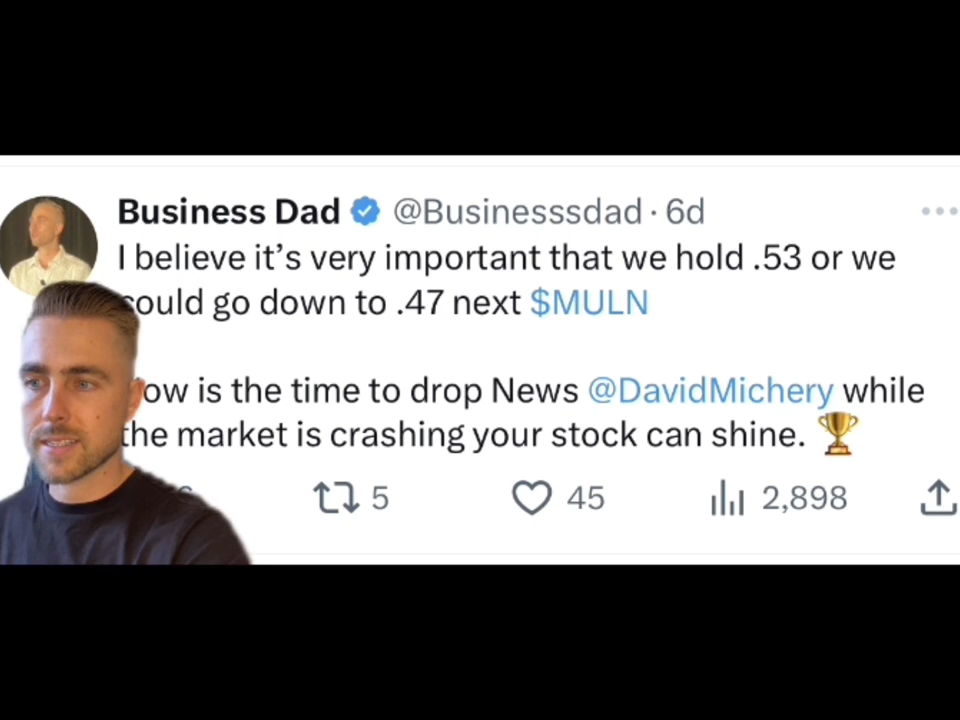 Business Dad @Businesssdad · 6d
I believe it's very important that we hold .53 or we
could go down to .47 next $MULN
Now is the time to drop News @DavidMichery while
the market is crashing your stock can shine. 🏆
5 45 2,898